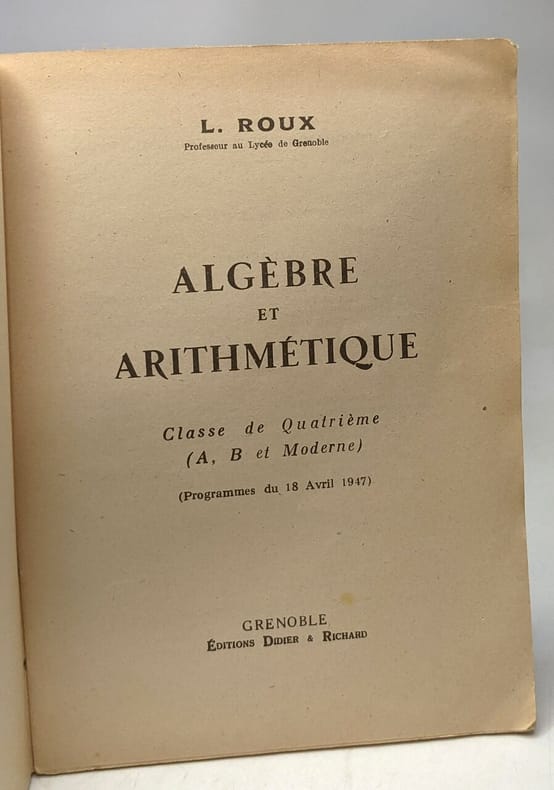 L. ROUX
Professeur au Lycée de Grenoble
ALGÈBRE
ET
ARITHMÉTIQUE
Classe de Quatrième
(A, B et Moderne)
(Programmes du 18 Avril 1947)
GRENOBLE
ÉDITIONS DIDIER & RICHARD